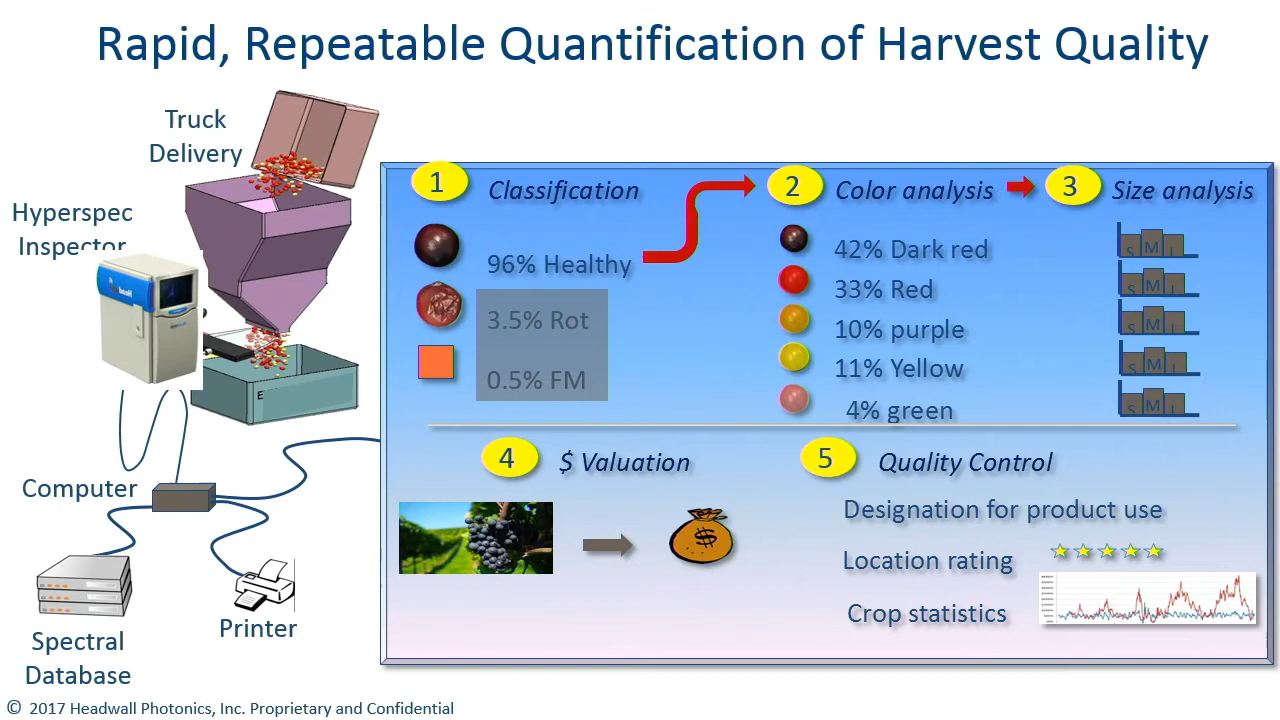 Rapid, Repeatable Quantification of Harvest Quality
Truck
Delivery
Hyperspec
Inspector
E
Computer
Spectral
Database
Printer
1 Classification
96% Healthy
3.5% Rot
0.5% FM
2 Color analysis
42% Dark red
33% Red
10% purple
11% Yellow
4% green
3 Size analysis
S M L
S M L
S M L
S M L
S M L
4 $ Valuation
$
5 Quality Control
Designation for product use
Location rating
Crop statistics
© 2017 Headwall Photonics, Inc. Proprietary and Confidential